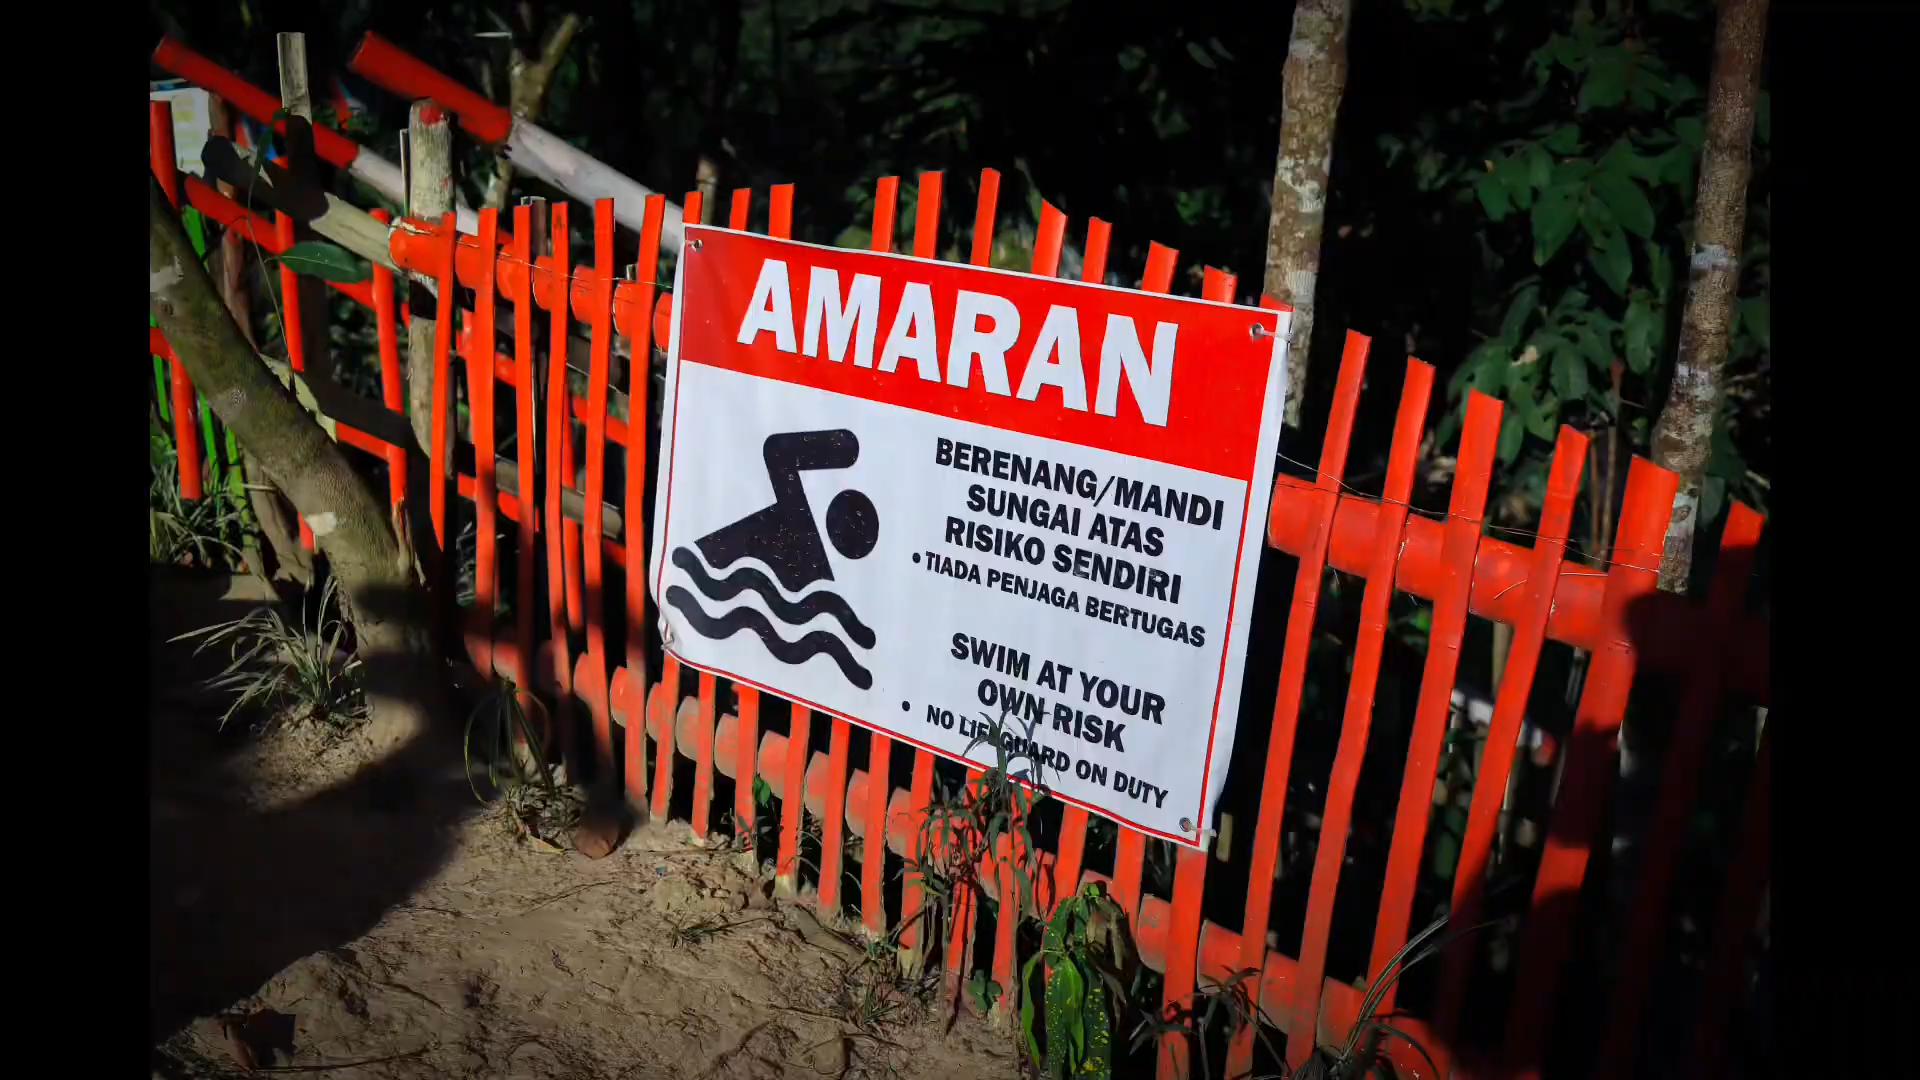 AMARAN
BERENANG/MANDI
SUNGAI ATAS
RISIKO SENDIRI
• TIADA PENJAGA BERTUGAS
SWIM AT YOUR
OWN RISK
• NO LIFEGUARD ON DUTY